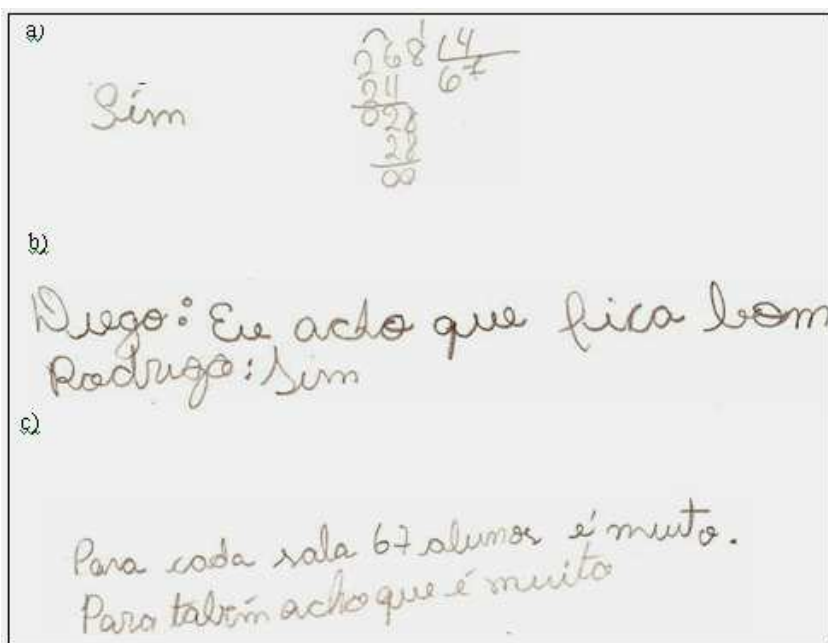 a)
Sim
268 4
24 67
028
28
00
b)
Diego: Eu acho que fica bom
Rodrigo: Sim
c)
Para cada sala 67 alunos é muito.
Para acho que é muito